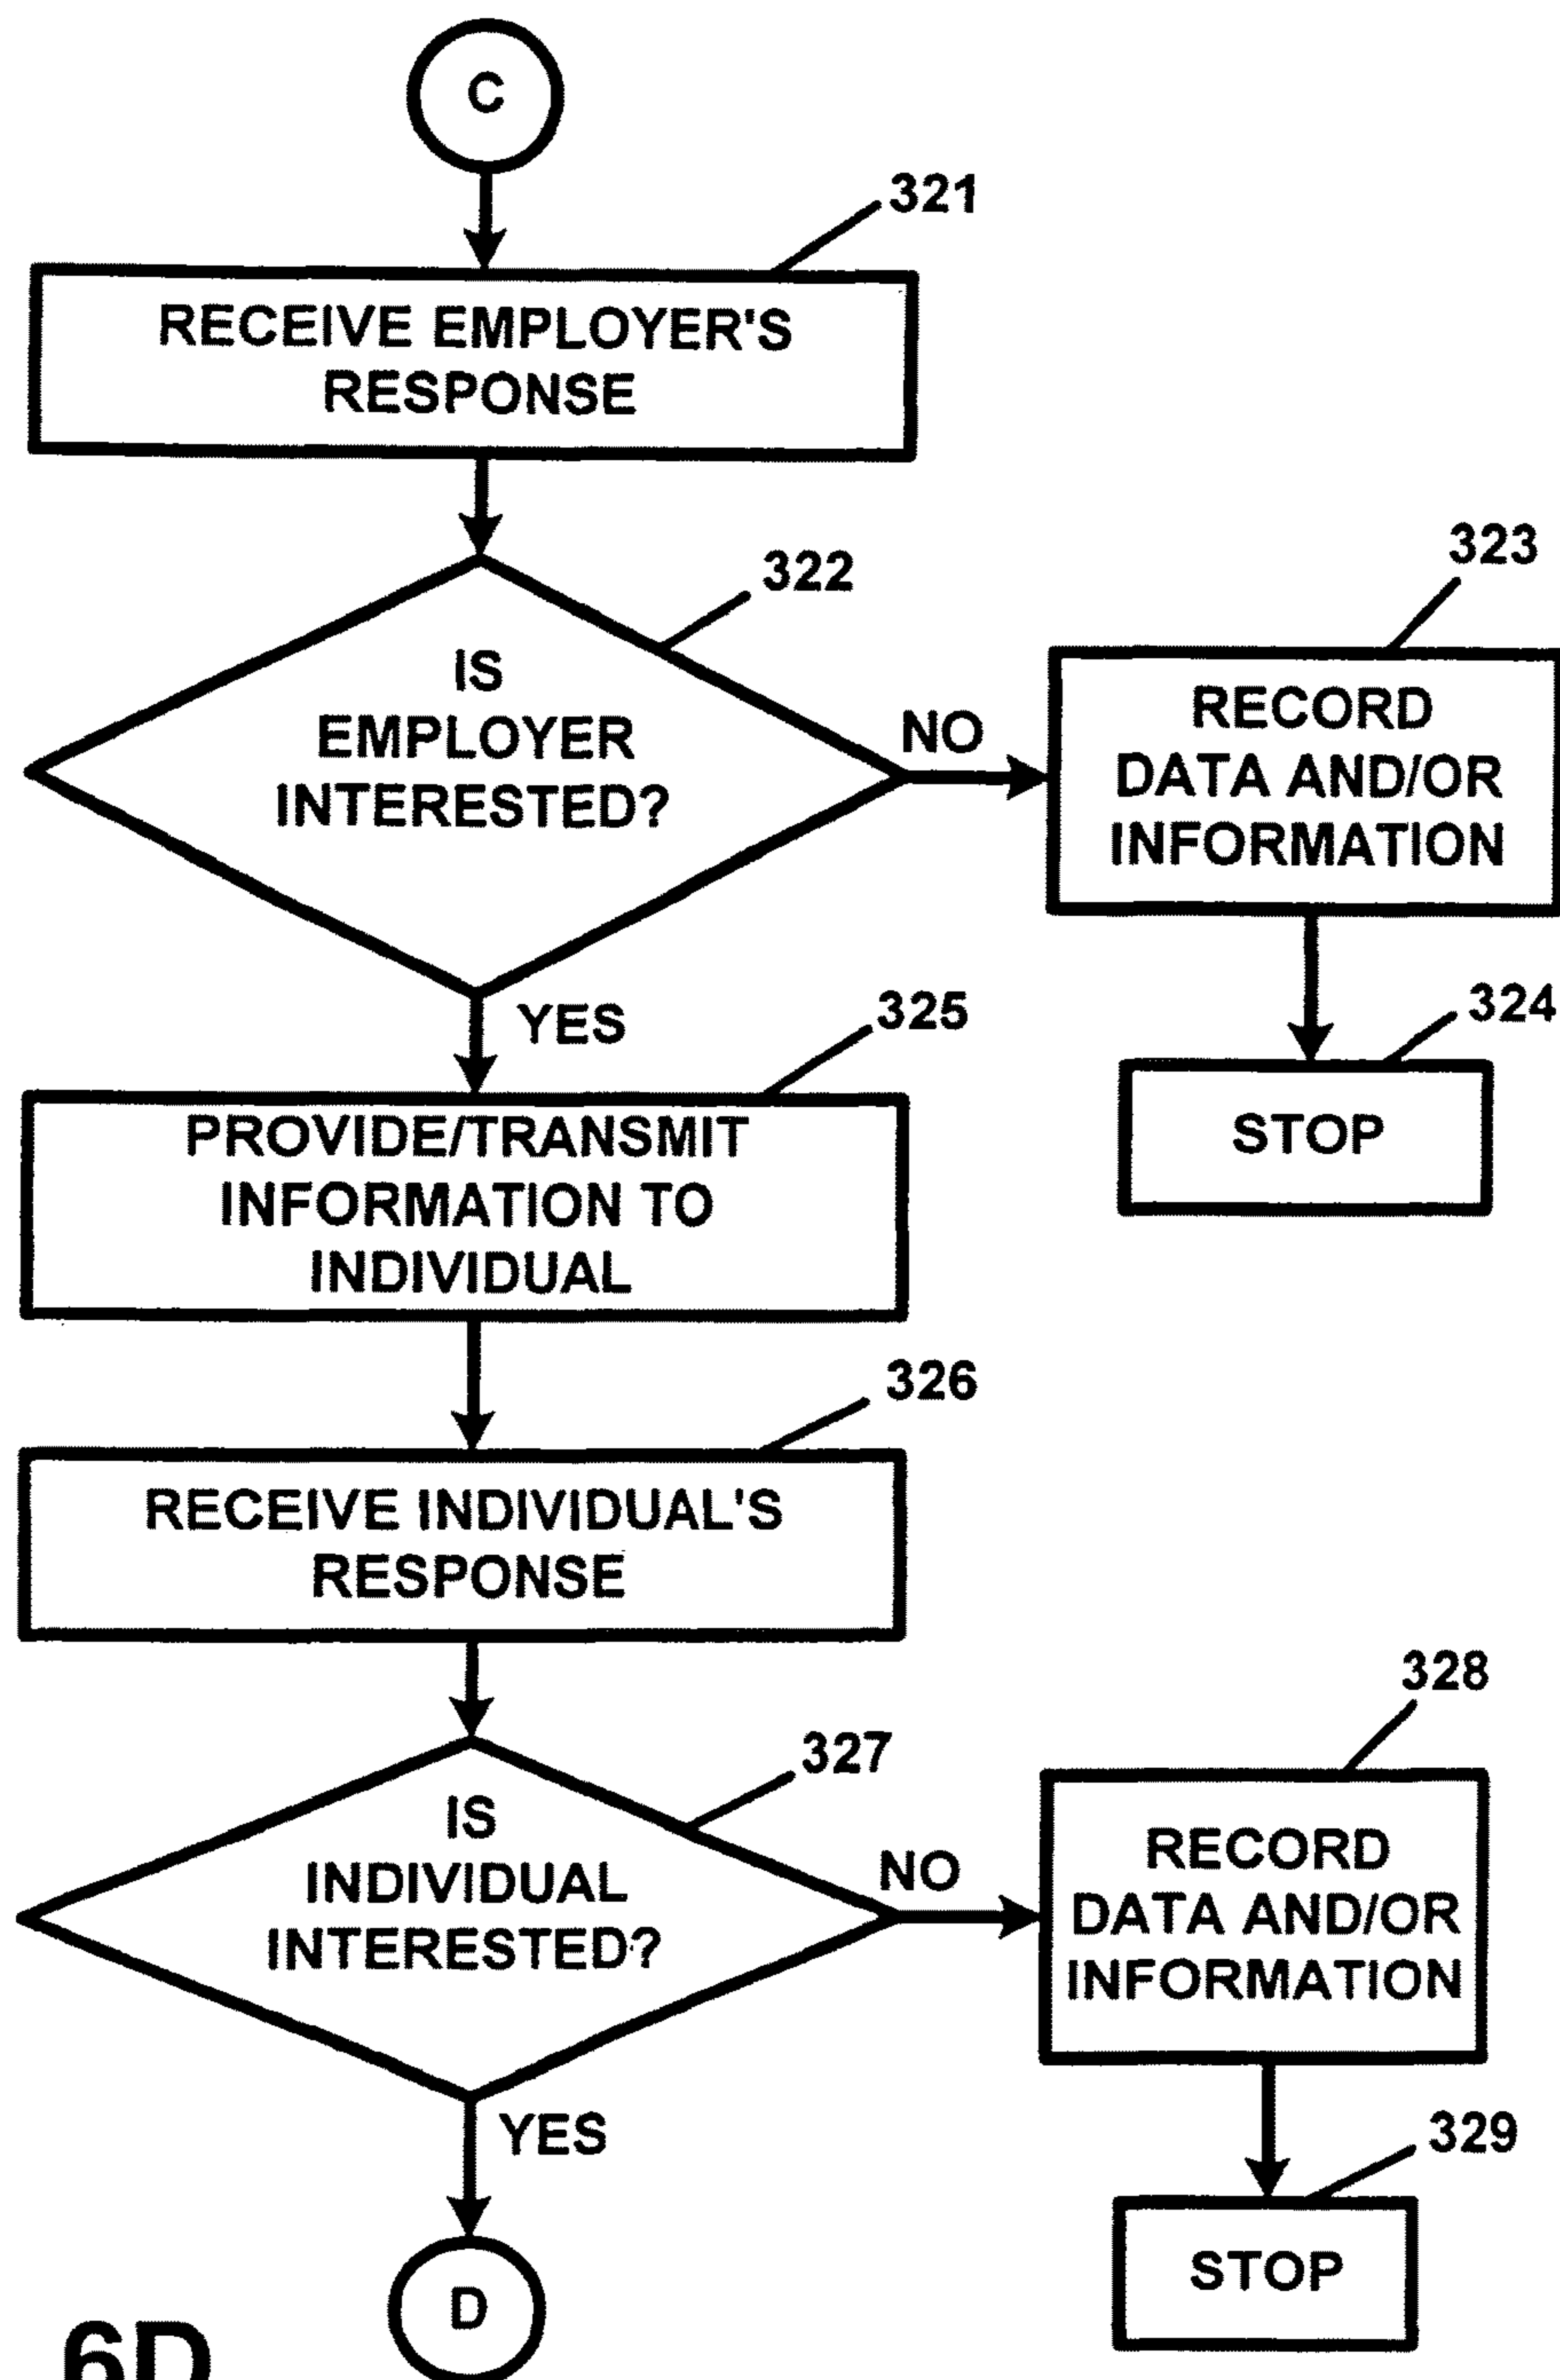 C
321
RECEIVE EMPLOYER'S
RESPONSE
322
IS
EMPLOYER
INTERESTED?
NO
323
RECORD
DATA AND/OR
INFORMATION
324
STOP
YES
325
PROVIDE/TRANSMIT
INFORMATION TO
INDIVIDUAL
326
RECEIVE INDIVIDUAL'S
RESPONSE
327
IS
INDIVIDUAL
INTERESTED?
NO
328
RECORD
DATA AND/OR
INFORMATION
329
STOP
YES
D
6D